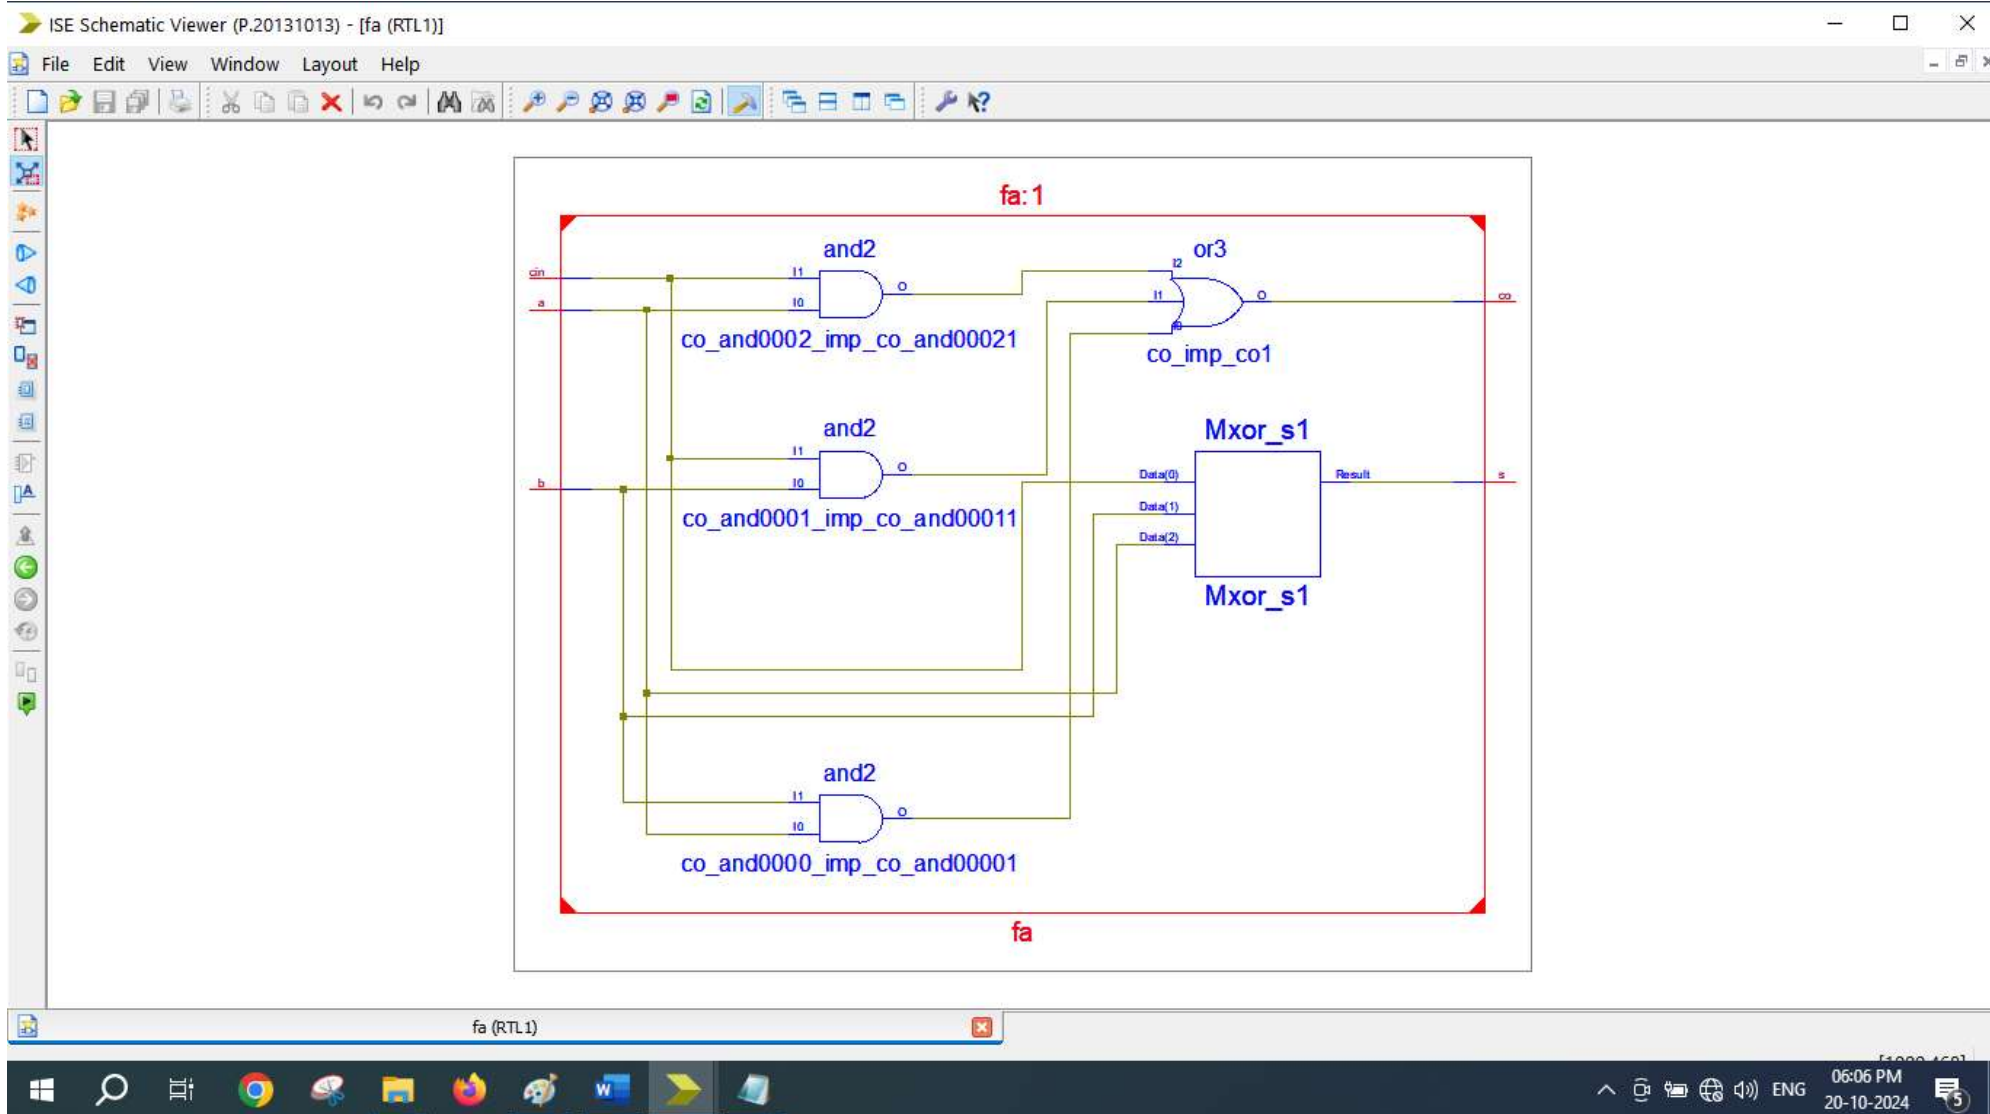 ISE Schematic Viewer (P.20131013) - [fa (RTL1)]
File Edit View Window Layout Help
fa:1
and2
or3
cin
I1
O
I2
a
I0
I1
O
co
co_and0002_imp_co_and00021
co_imp_co1
and2
Mxor_s1
I1
O
Data(0)
Result
s
b
I0
Data(1)
co_and0001_imp_co_and00011
Data(2)
Mxor_s1
and2
I1
O
I0
co_and0000_imp_co_and00001
fa
fa (RTL1)
W
ENG
06:06 PM
20-10-2024
5